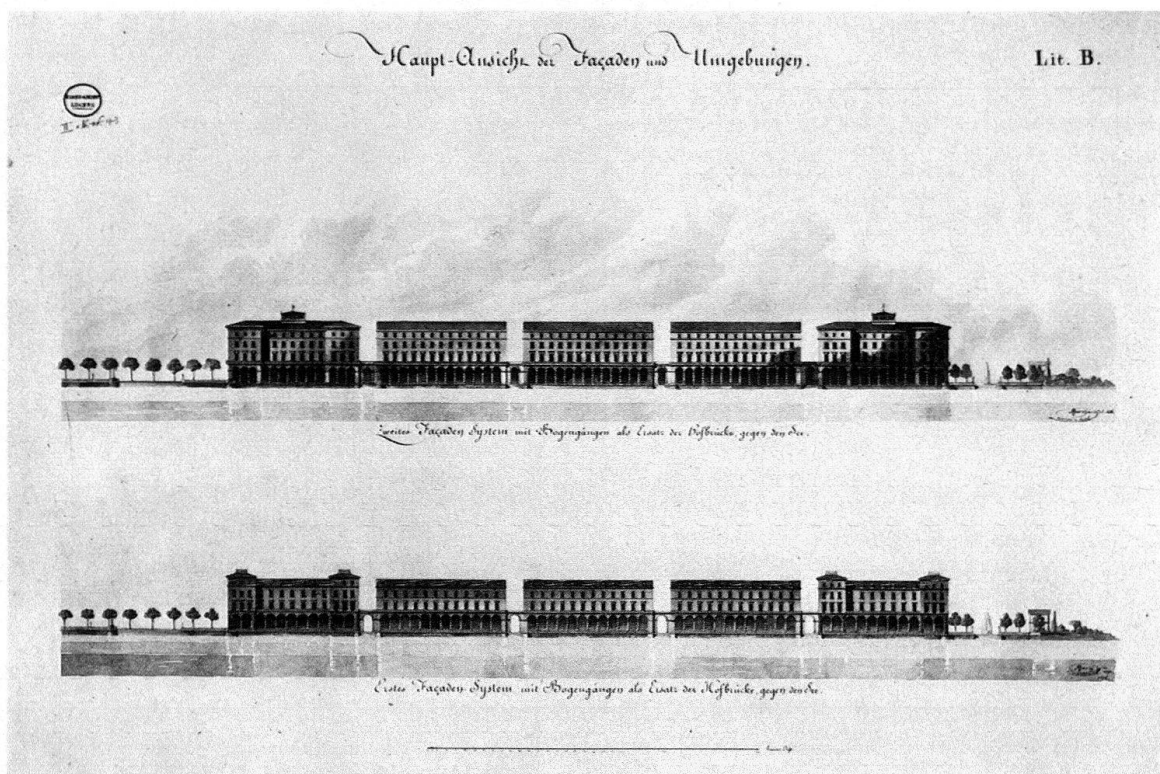 Haupt-Ansicht der Façaden und Umgebungen.
Lit. B.
Zweites Façaden System mit Bogengängen als Ersatz der Hofbrücke, gegen den See.
Erstes Façaden-System mit Bogengängen als Ersatz der Hofbrücke, gegen den See.